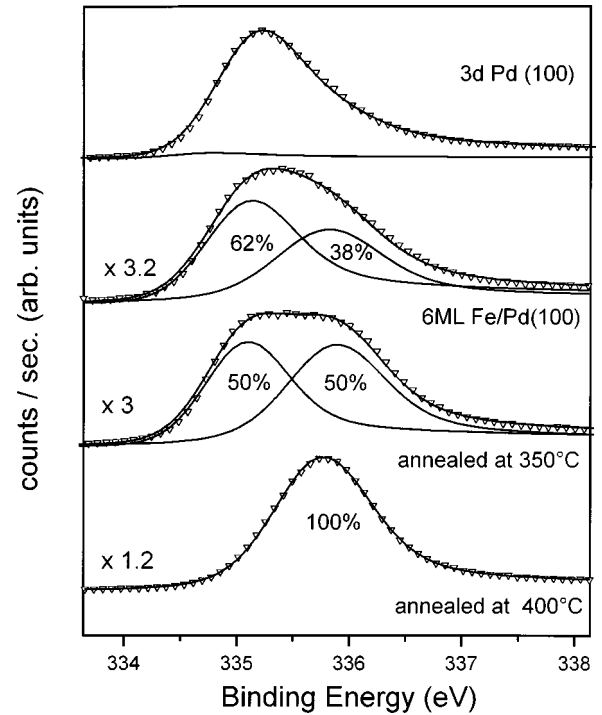 3d Pd (100)
62%
38%
x 3.2
6ML Fe/Pd(100)
50%
50%
x 3
annealed at 350°C
100%
x 1.2
annealed at 400°C
334
335
336
337
338
Binding Energy (eV)
counts / sec. (arb. units)